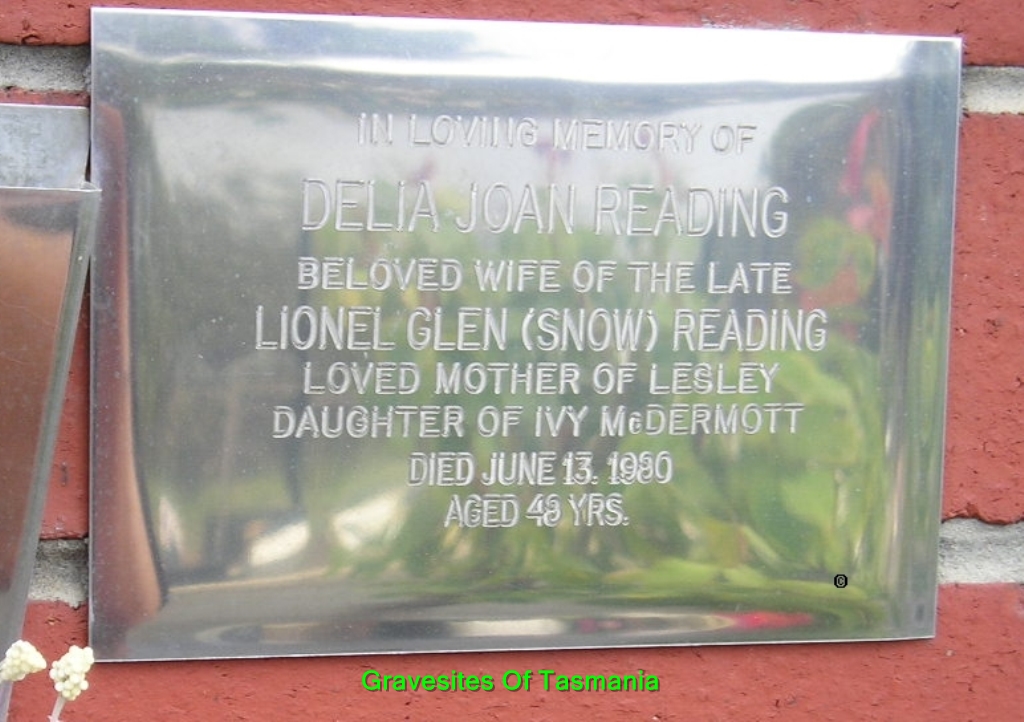 IN LOVING MEMORY OF
DELIA JOAN READING
BELOVED WIFE OF THE LATE
LIONEL GLEN (SNOW) READING
LOVED MOTHER OF LESLEY
DAUGHTER OF IVY McDERMOTT
DIED JUNE 13. 1980
AGED 48 YRS.
©
Gravesites Of Tasmania